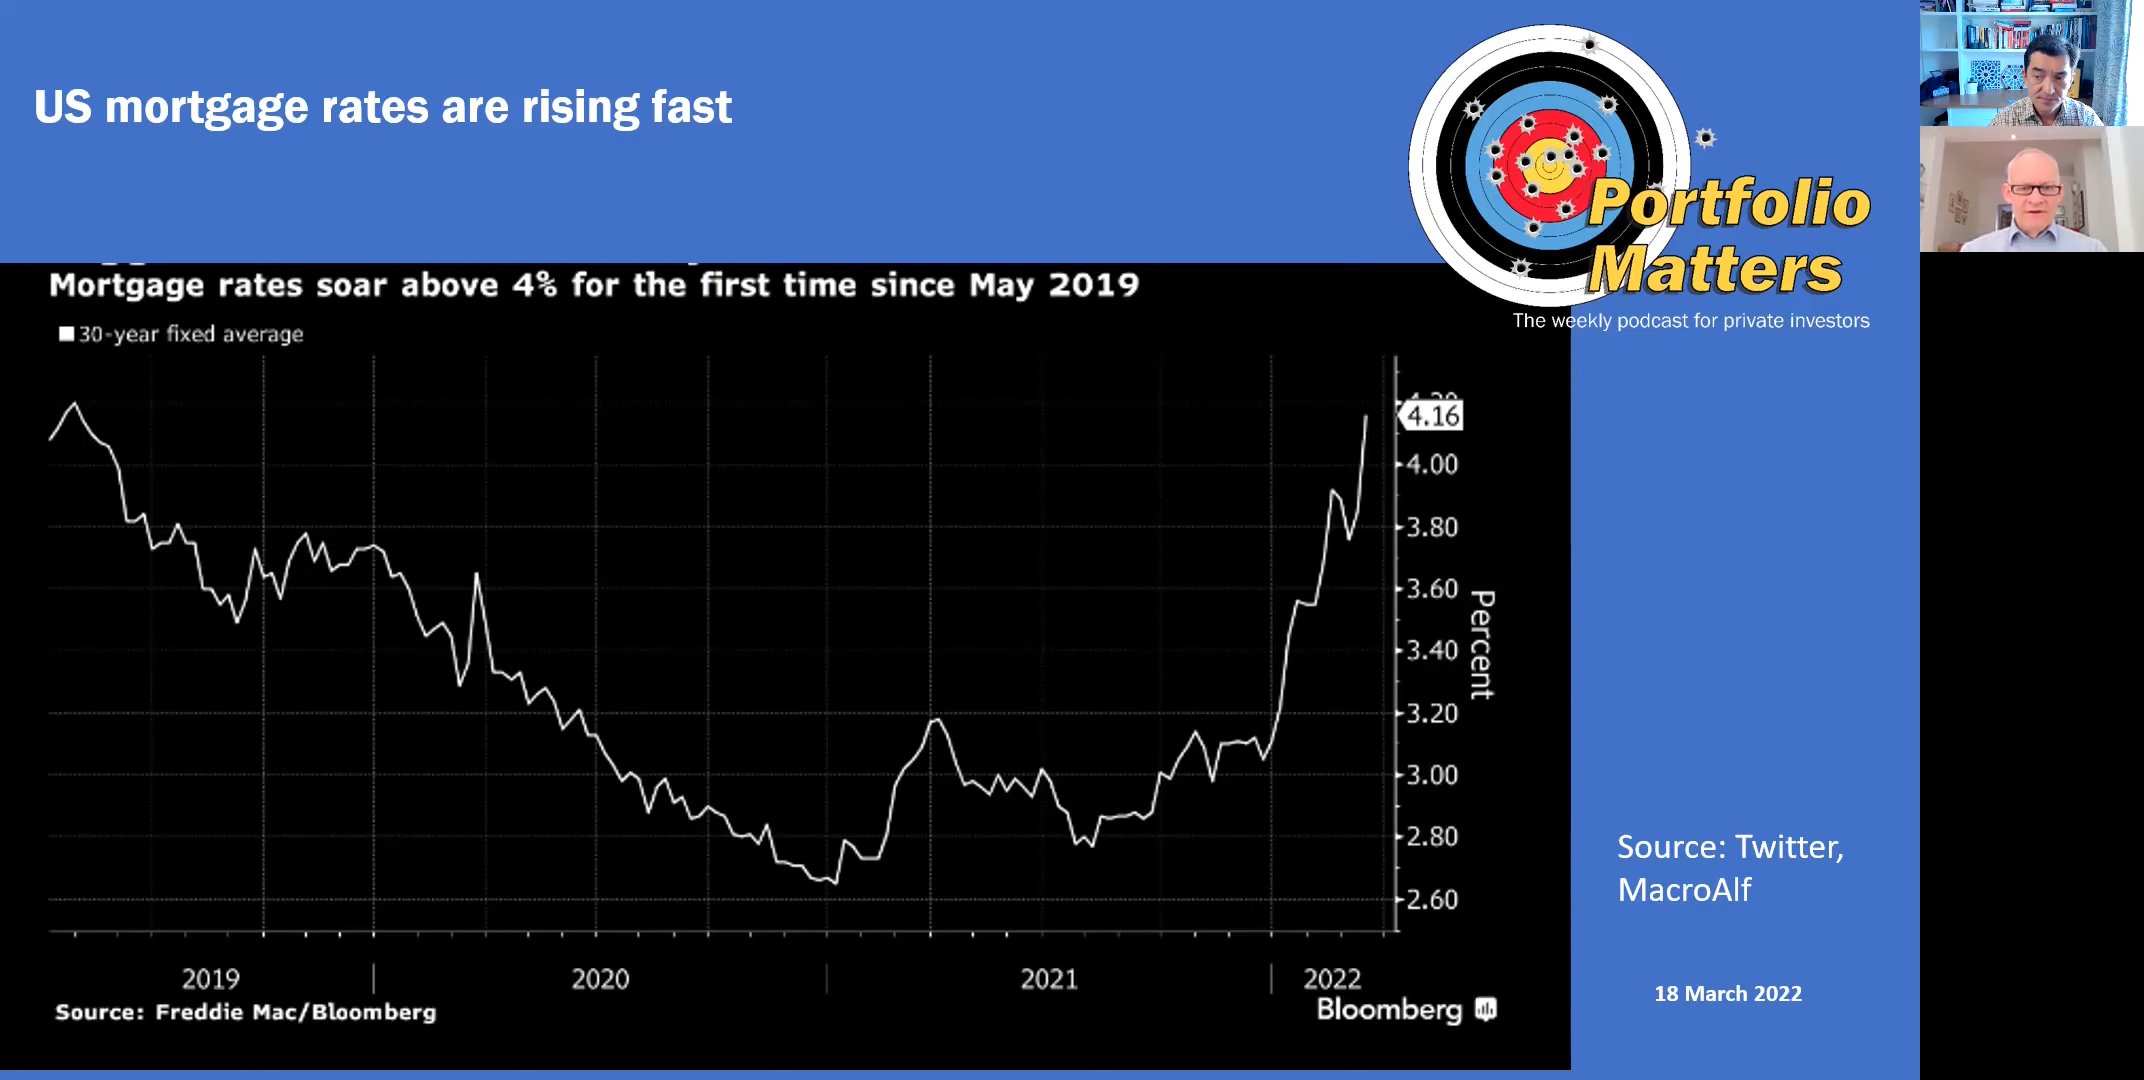 US mortgage rates are rising fast
Portfolio
Matters
The weekly podcast for private investors
Mortgage rates soar above 4% for the first time since May 2019
30-year fixed average
4.20
4.16
4.00
3.80
3.60
3.40
3.20
3.00
2.80
2.60
Percent
2019
2020
2021
2022
Source: Freddie Mac/Bloomberg
Bloomberg
Source: Twitter,
MacroAlf
18 March 2022